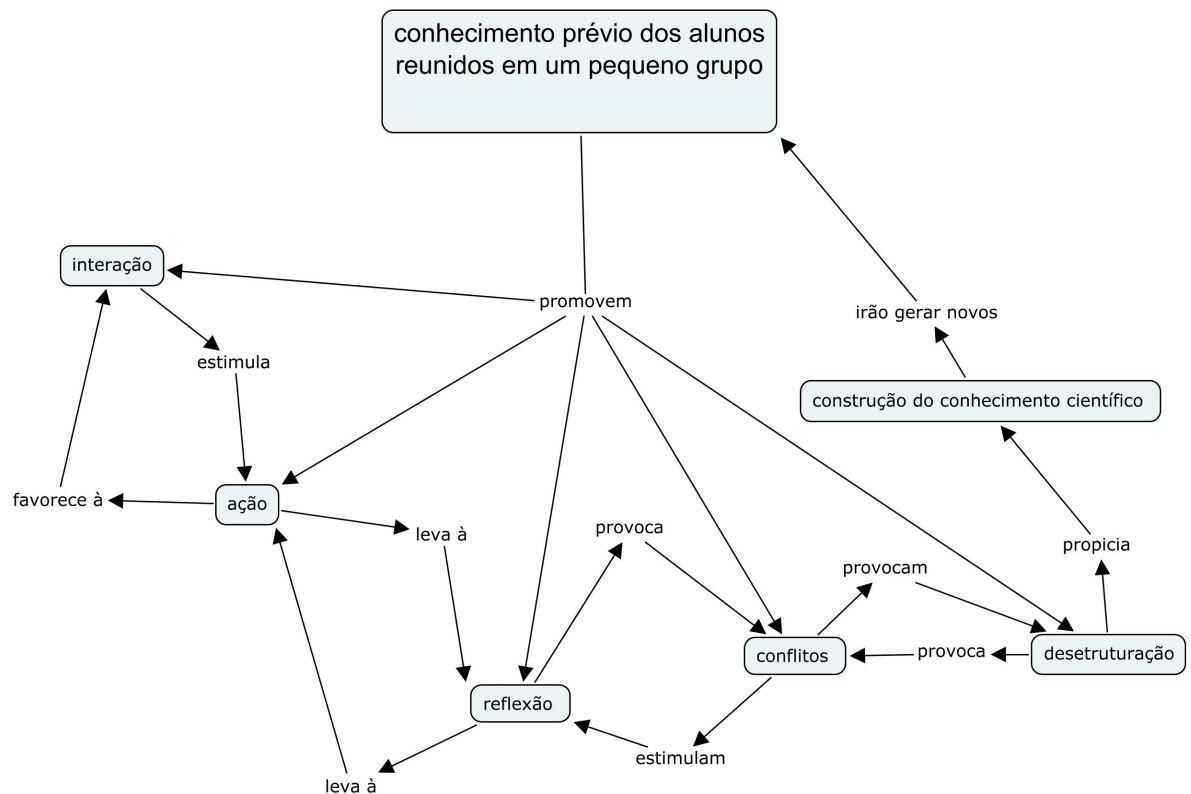 conhecimento prévio dos alunos
reunidos em um pequeno grupo
interação
promovem
irão gerar novos
estimula
construção do conhecimento científico
favorece à
ação
leva à
provoca
propicia
provocam
conflitos
provoca
desetruturação
reflexão
estimulam
leva à